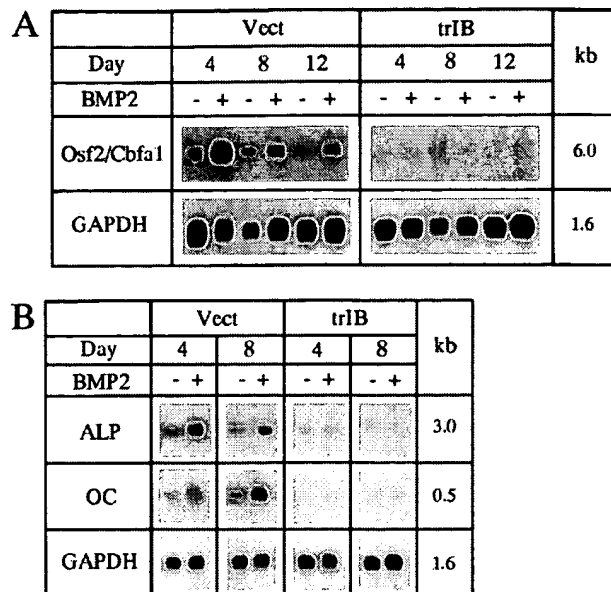 A
Vect trIB kb
Day 4 8 12 4 8 12
BMP2 - + - + - + - + - + - +
Osf2/Cbfa1 6.0
GAPDH 1.6
B
Vect trIB kb
Day 4 8 4 8
BMP2 - + - + - + - +
ALP 3.0
OC 0.5
GAPDH 1.6